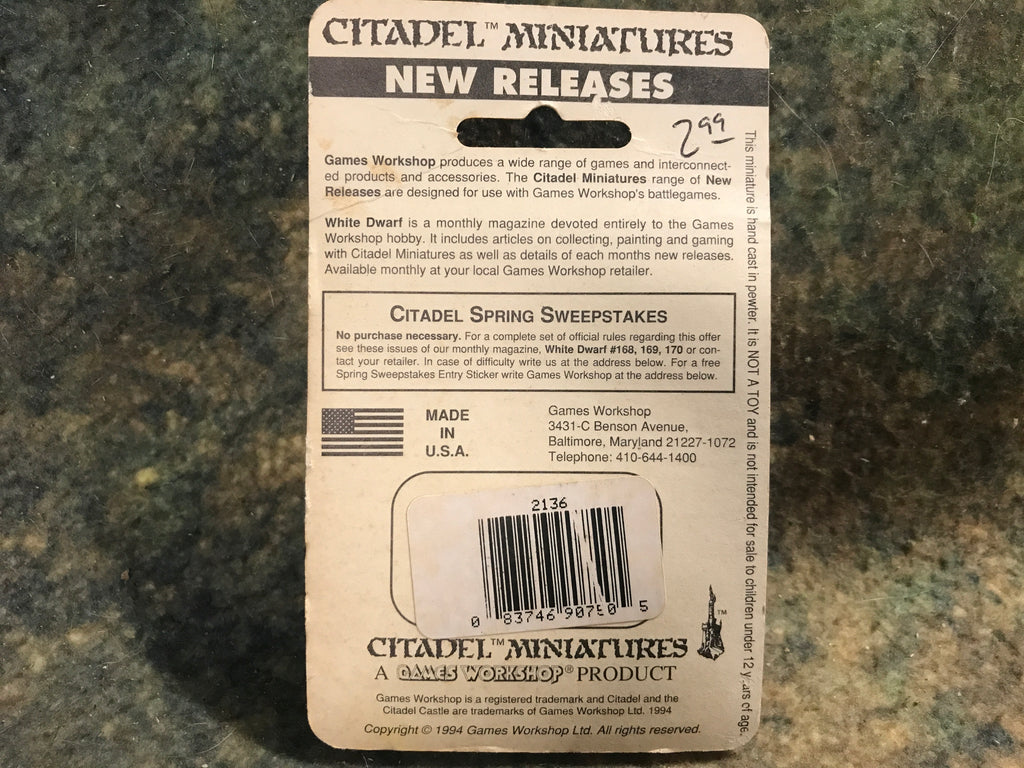 CITADEL™ MINIATURES
NEW RELEASES
2.99
Games Workshop produces a wide range of games and interconnect-
ed products and accessories. The Citadel Miniatures range of New
Releases are designed for use with Games Workshop's battlegames.
White Dwarf is a monthly magazine devoted entirely to the Games
Workshop hobby. It includes articles on collecting, painting and gaming
with Citadel Miniatures as well as details of each months new releases.
Available monthly at your local Games Workshop retailer.
CITADEL SPRING SWEEPSTAKES
No purchase necessary. For a complete set of official rules regarding this offer
see these issues of our monthly magazine, White Dwarf #168, 169, 170 or con-
tact your retailer. In case of difficulty write us at the address below. For a free
Spring Sweepstakes Entry Sticker write Games Workshop at the address below.
MADE
IN
U.S.A.
Games Workshop
3431-C Benson Avenue,
Baltimore, Maryland 21227-1072
Telephone: 410-644-1400
2136
0 83746 90750 5
CITADEL™ MINIATURES ™
A GAMES WORKSHOP® PRODUCT
Games Workshop is a registered trademark and Citadel and the
Citadel Castle are trademarks of Games Workshop Ltd. 1994
Copyright © 1994 Games Workshop Ltd. All rights reserved.
This miniature is hand cast in pewter. It is NOT A TOY and is not intended for sale to children under 12 years of age.